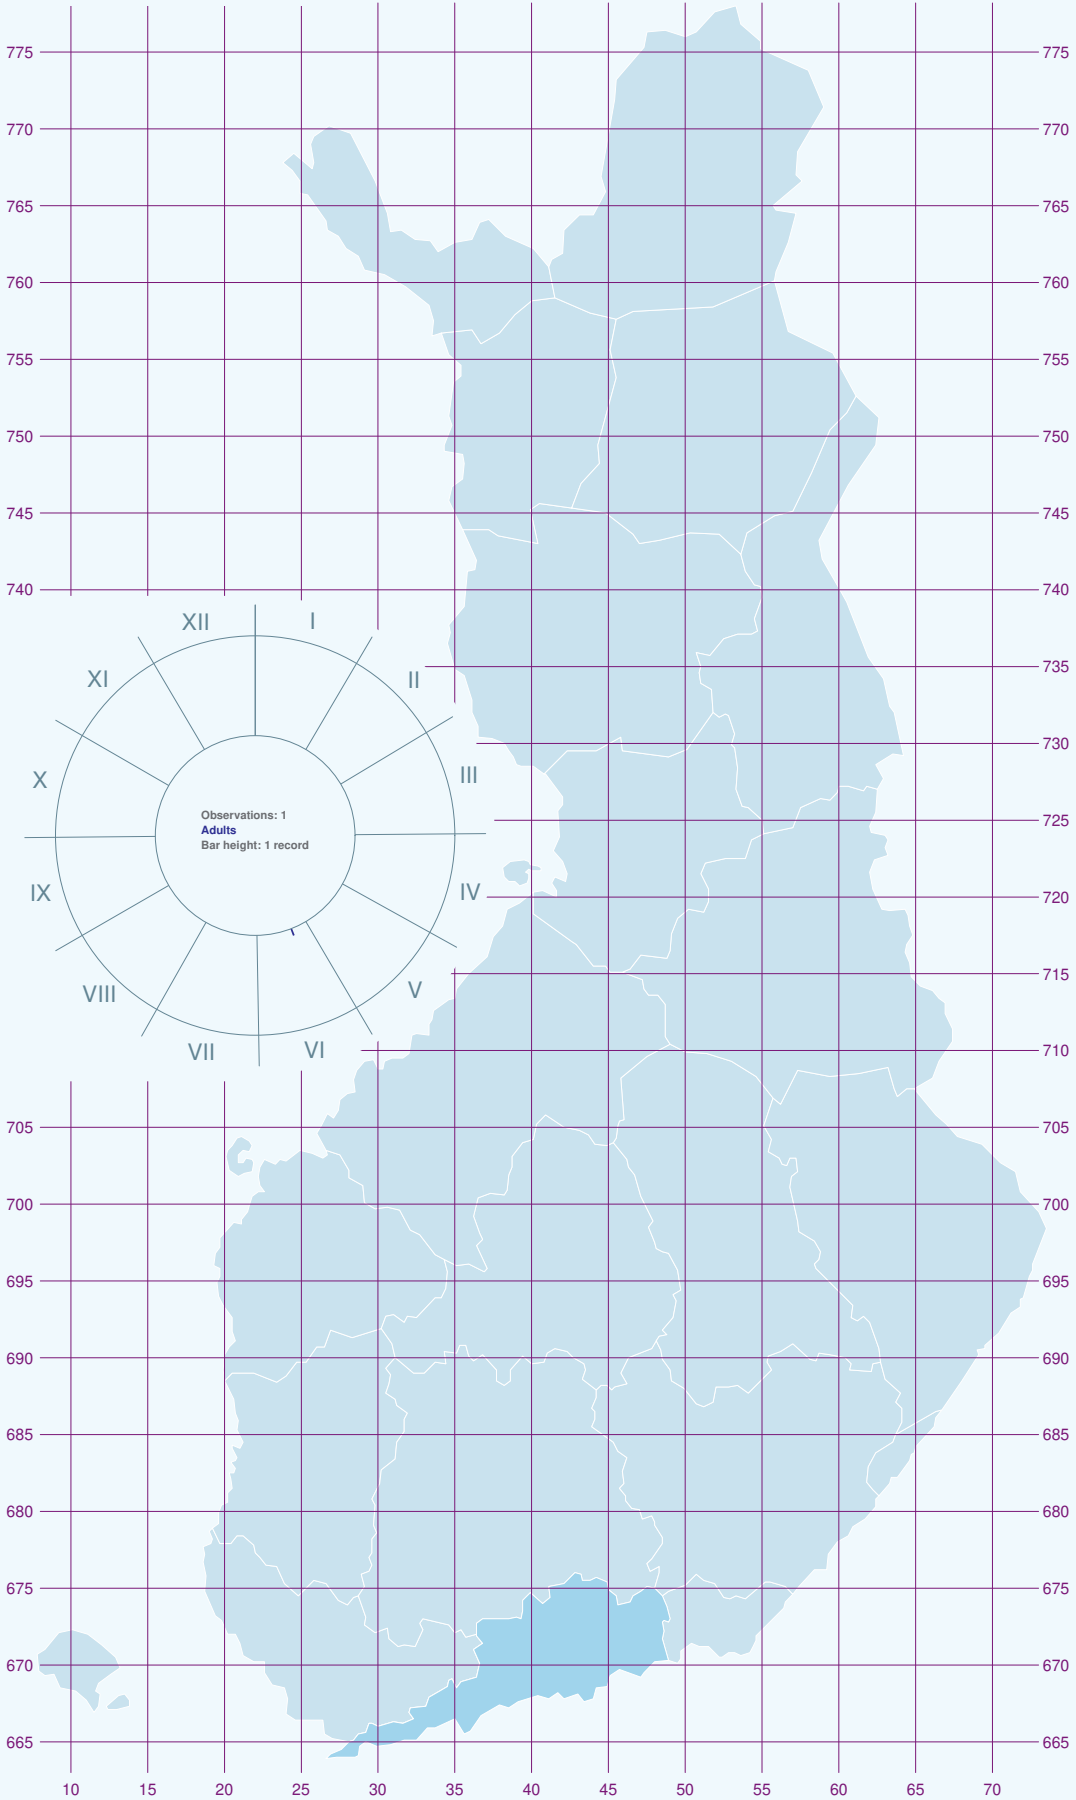 775 775
770 770
765 765
760 760
755 755
750 750
745 745
740 740
XII I
735
XI II
730
X III
Observations: 1
725
Adults
Bar height: 1 record
IX IV
720
715
VIII V
VII VI
710
705 705
700 700
695 695
690 690
685 685
680 680
675 675
670 670
665 665
10 15 20 25 30 35 40 45 50 55 60 65 70